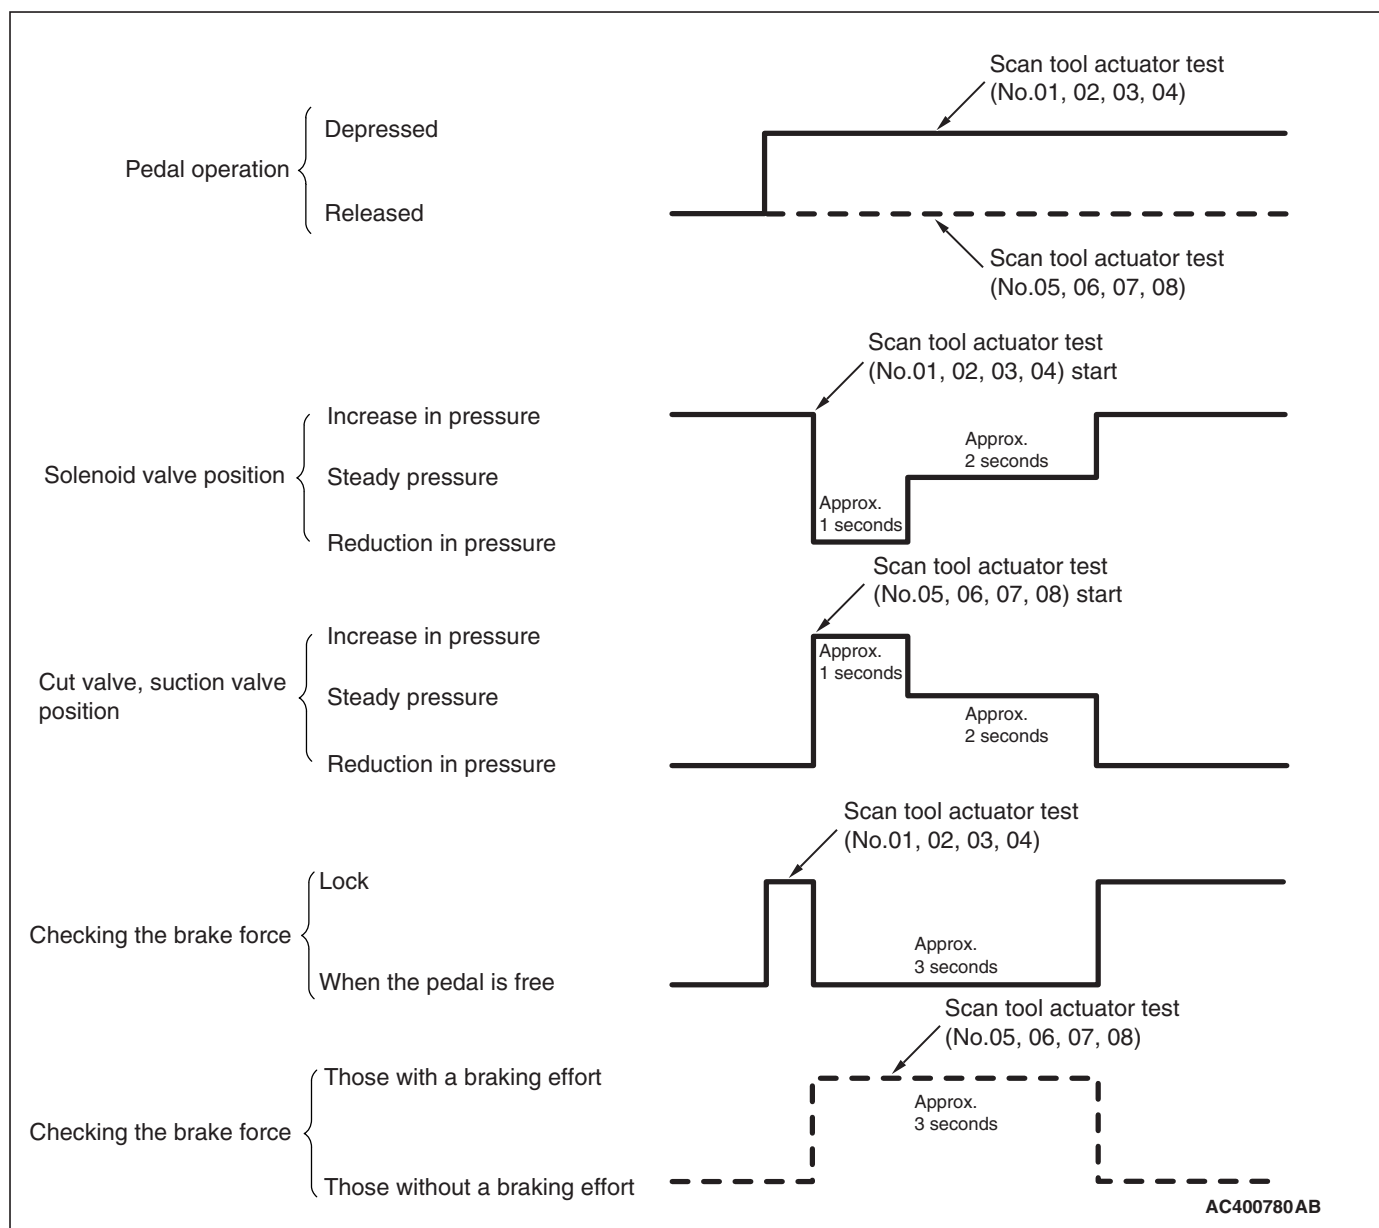 Scan tool actuator test
(No.01, 02, 03, 04)
Depressed
Pedal operation
Released
Scan tool actuator test
(No.05, 06, 07, 08)
Scan tool actuator test
(No.01, 02, 03, 04) start
Increase in pressure
Approx.
2 seconds
Solenoid valve position
Steady pressure
Approx.
1 seconds
Reduction in pressure
Scan tool actuator test
(No.05, 06, 07, 08) start
Increase in pressure
Approx.
1 seconds
Cut valve, suction valve
position
Steady pressure
Approx.
2 seconds
Reduction in pressure
Scan tool actuator test
(No.01, 02, 03, 04)
Lock
Checking the brake force
Approx.
3 seconds
When the pedal is free
Scan tool actuator test
(No.05, 06, 07, 08)
Those with a braking effort
Approx.
3 seconds
Checking the brake force
Those without a braking effort
AC400780AB